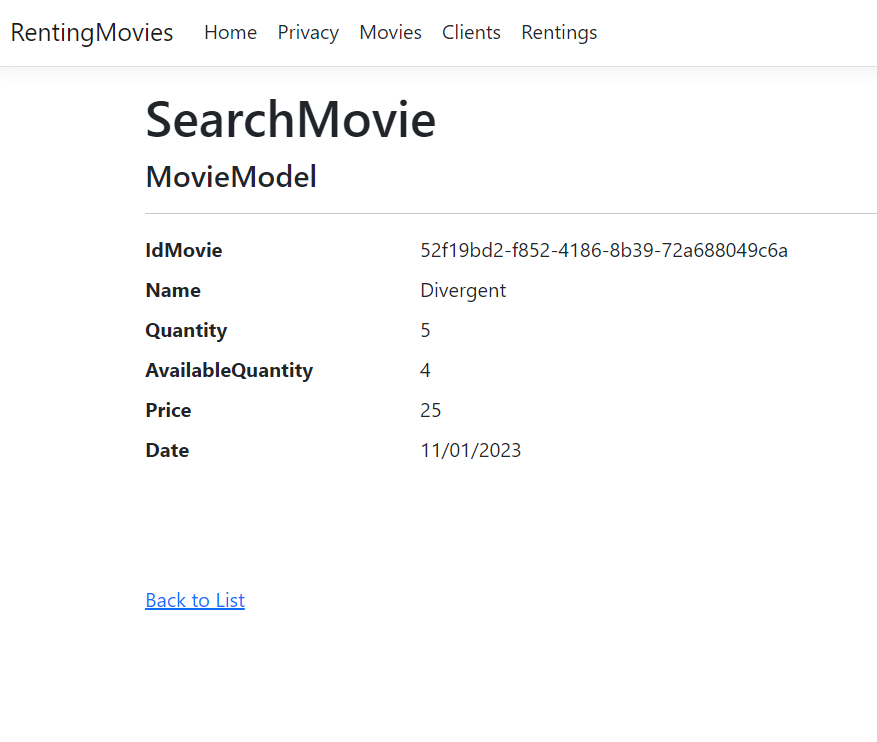 RentingMovies Home Privacy Movies Clients Rentings
SearchMovie
MovieModel
IdMovie 52f19bd2-f852-4186-8b39-72a688049c6a
Name Divergent
Quantity 5
AvailableQuantity 4
Price 25
Date 11/01/2023
Back to List